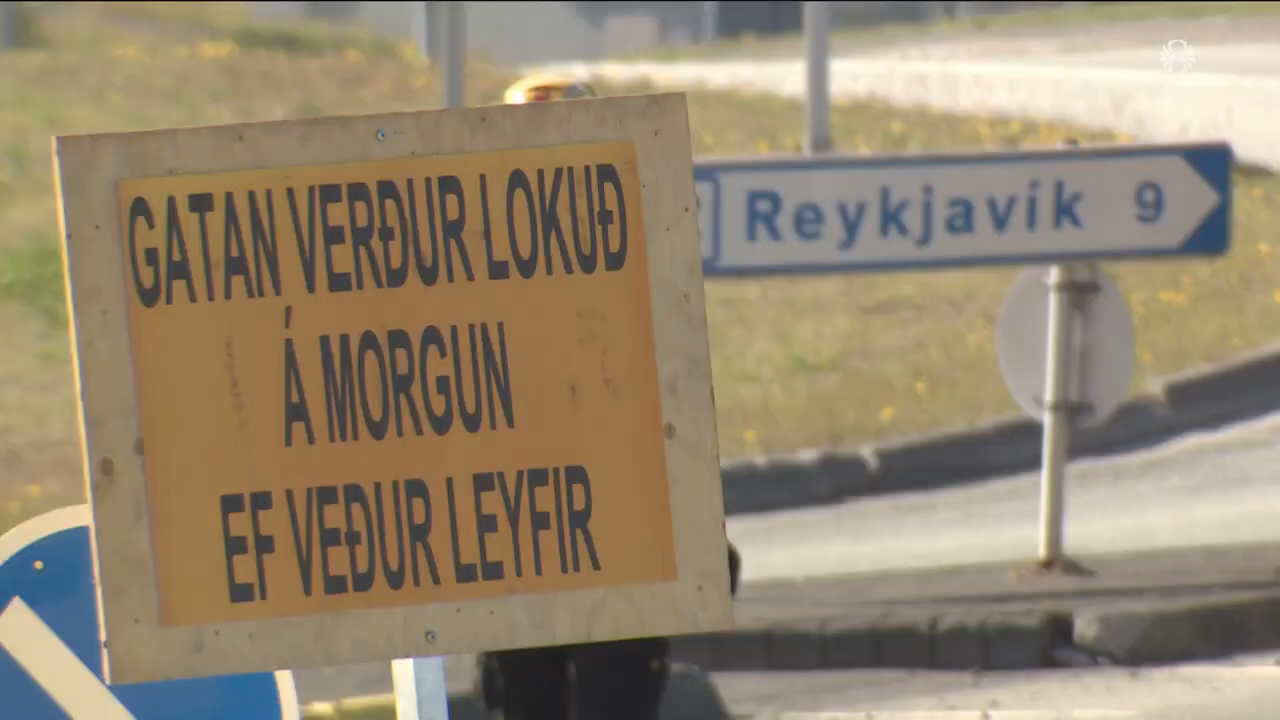 GATAN VERÐUR LOKUÐ
Á MORGUN
EF VEÐUR LEYFIR
Reykjavík 9